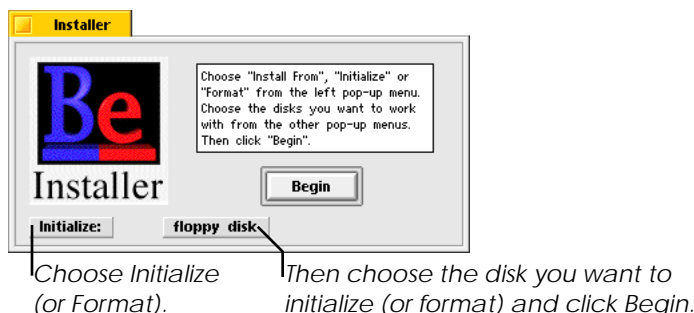 Installer
Be
Choose "Install From", "Initialize" or
"Format" from the left pop-up menu.
Choose the disks you want to work
with from the other pop-up menus.
Then click "Begin".
Installer
Begin
Initialize:
floppy disk
Choose Initialize
(or Format).
Then choose the disk you want to
initialize (or format) and click Begin.